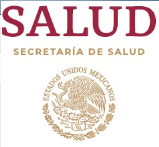 SALUD
SECRETARÍA DE SALUD
ESTADOS UNIDOS MEXICANOS